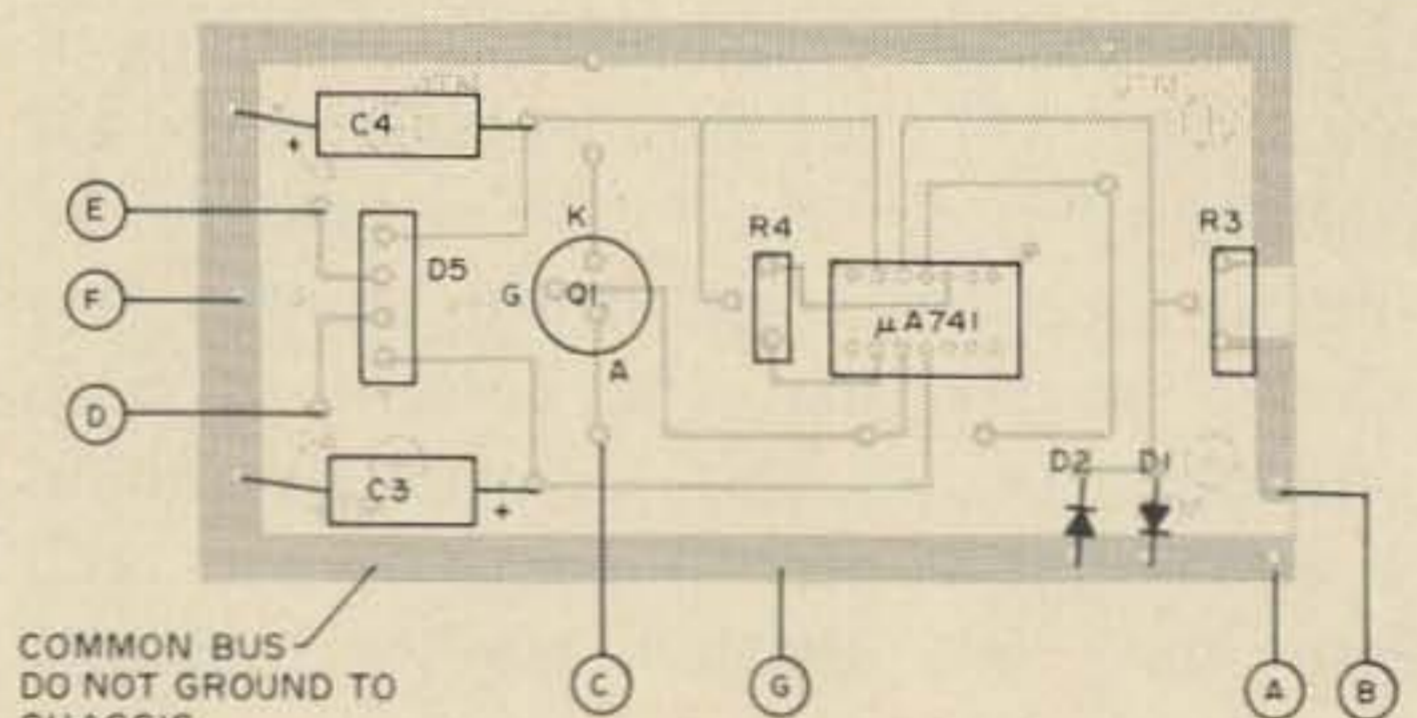 C4
+
E
K
R4
R3
D5
G
Q1
F
μA741
A
D
D2
D1
C3
+
COMMON BUS
DO NOT GROUND TO
C
G
A
B